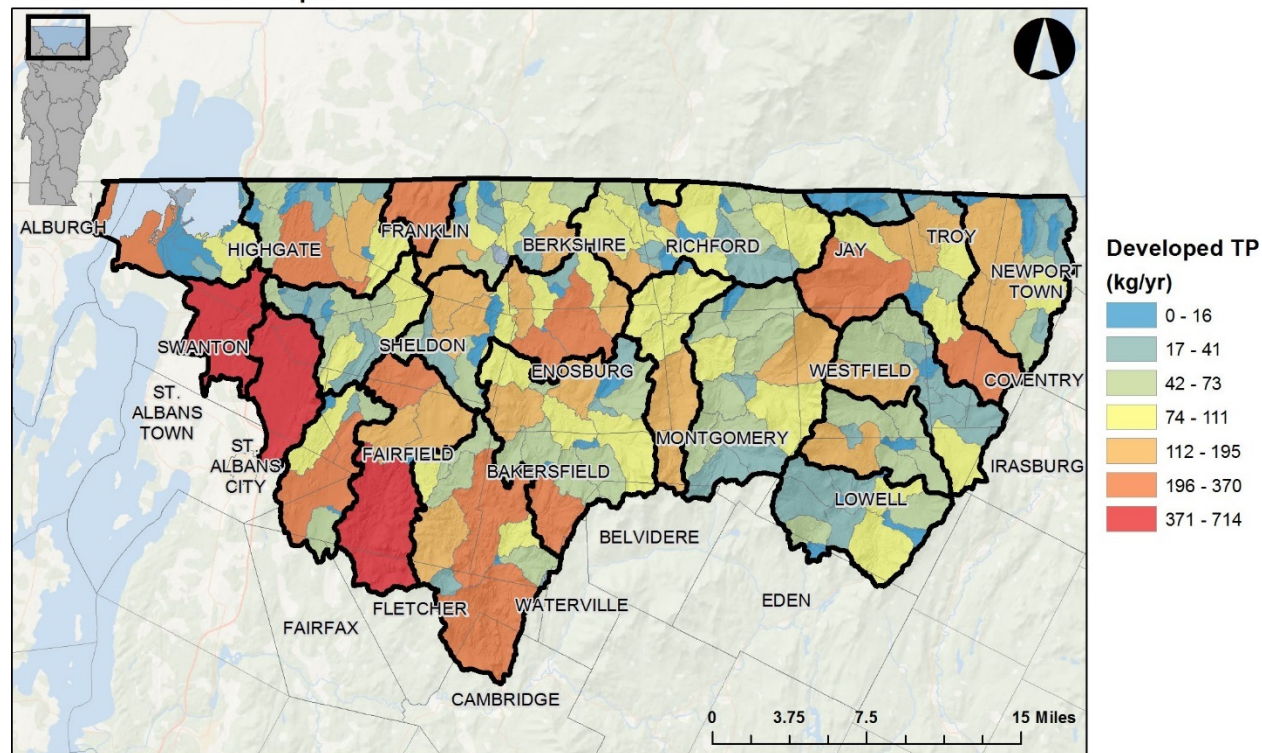 ALBURGH
HIGHGATE
FRANKLIN
BERKSHIRE
RICHFORD
JAY
TROY
NEWPORT
TOWN
SWANTON
SHELDON
ENOSBURG
WESTFIELD
COVENTRY
ST.
ALBANS
TOWN
ST.
ALBANS
CITY
FAIRFIELD
BAKERSFIELD
MONTGOMERY
IRASBURG
LOWELL
BELVIDERE
EDEN
FLETCHER
WATERVILLE
FAIRFAX
CAMBRIDGE
0 3.75 7.5 15 Miles
Developed TP
(kg/yr)
0 - 16
17 - 41
42 - 73
74 - 111
112 - 195
196 - 370
371 - 714